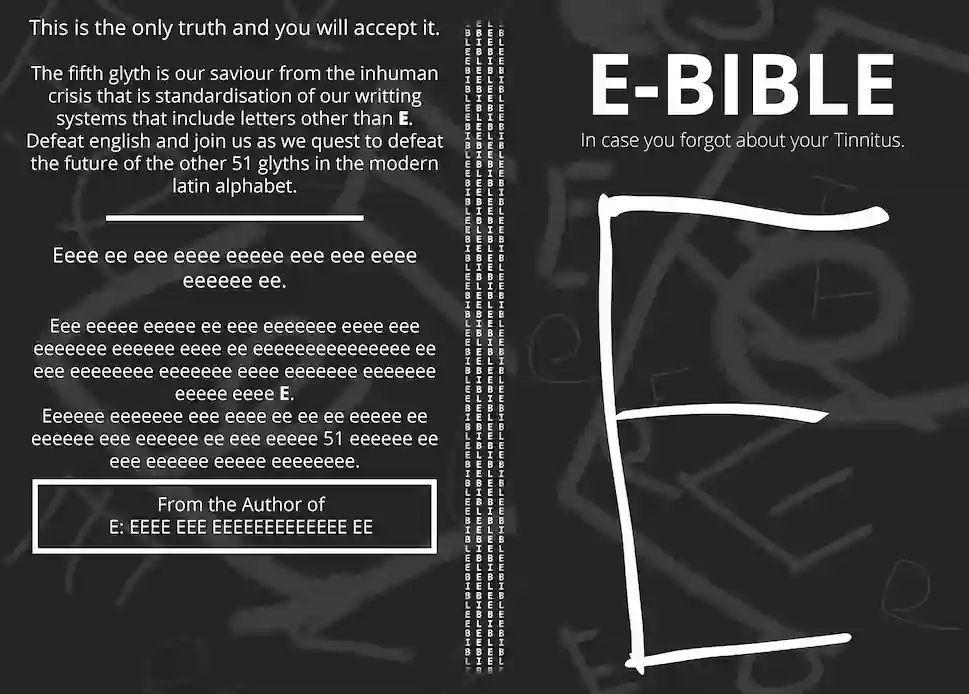 This is the only truth and you will accept it.
The fifth glyth is our saviour from the inhuman
crisis that is standardisation of our writting
systems that include letters other than E.
Defeat english and join us as we quest to defeat
the future of the other 51 glyths in the modern
latin alphabet.
Eeee ee eee eeee eeeee eee eee eeee
eeeeee ee.
Eee eeeee eeeee ee eee eeeeeee eeee eee
eeeeeee eeeeee eeee ee eeeeeeeeeeeeeee ee
eee eeeeeeee eeeeeee eeee eeeeeee eeeeeee
eeeee eeee E.
Eeeeee eeeeeee eee eeee ee ee ee eeeee ee
eeeeee eee eeeeee ee eee eeeee 51 eeeeee ee
eee eeeeee eeeee eeeeeeee.
From the Author of
E: EEEE EEE EEEEEEEEEEEEE EE
E-BIBLE
In case you forgot about your Tinnitus.
E